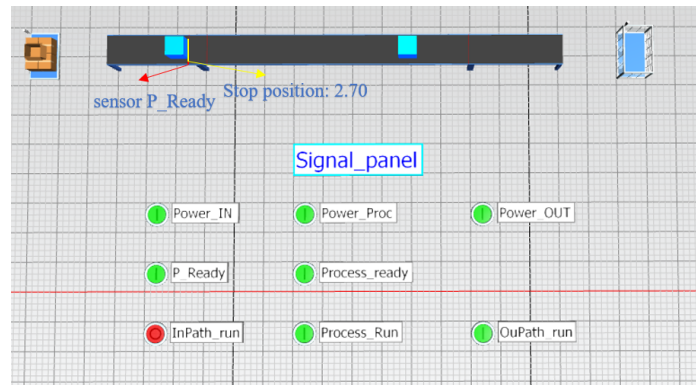 sensor P_Ready
Stop position: 2.70
Signal_panel
Power_IN
Power_Proc
Power_OUT
P_Ready
Process_ready
InPath_run
Process_Run
OuPath_run